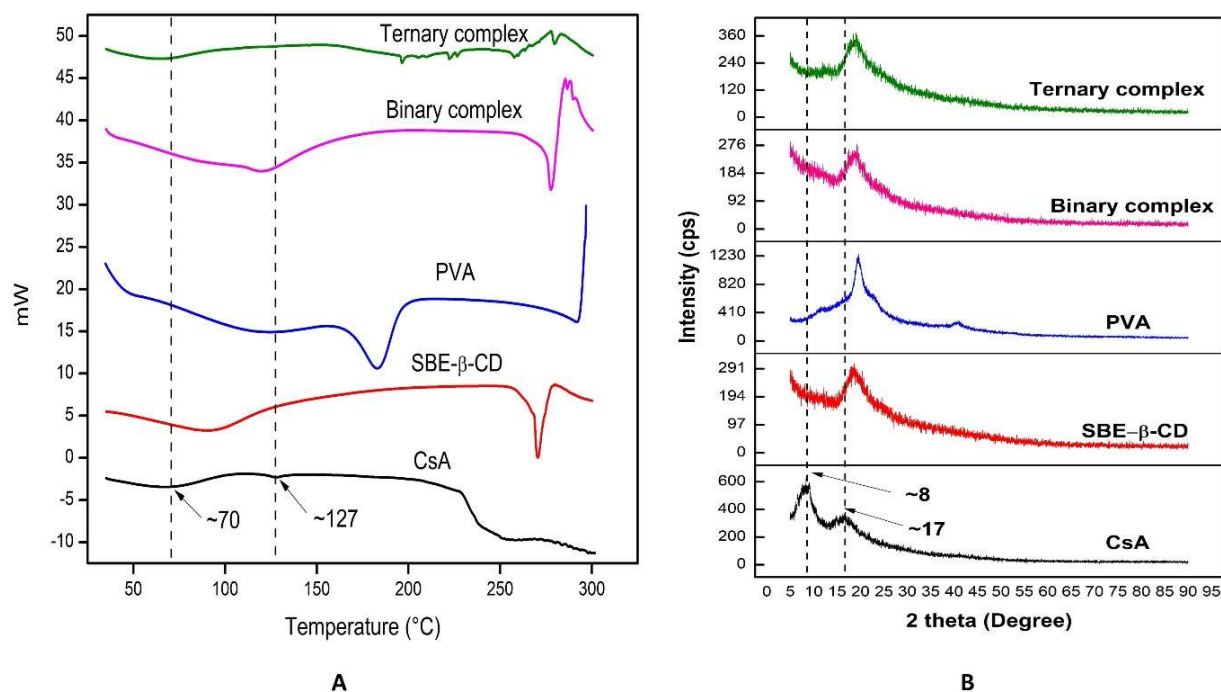 mW
50
45
40
35
30
25
20
15
10
5
0
-5
-10
Ternary complex
Binary complex
PVA
SBE-β-CD
CsA
~70
~127
50 100 150 200 250 300
Temperature (°C)
A
Intensity (cps)
360
240
120
0
Ternary complex
276
184
92
0
Binary complex
1230
820
410
0
PVA
291
194
97
0
SBE–β-CD
600
400
200
0
~8
~17
CsA
0 5 10 15 20 25 30 35 40 45 50 55 60 65 70 75 80 85 90 95
2 theta (Degree)
B